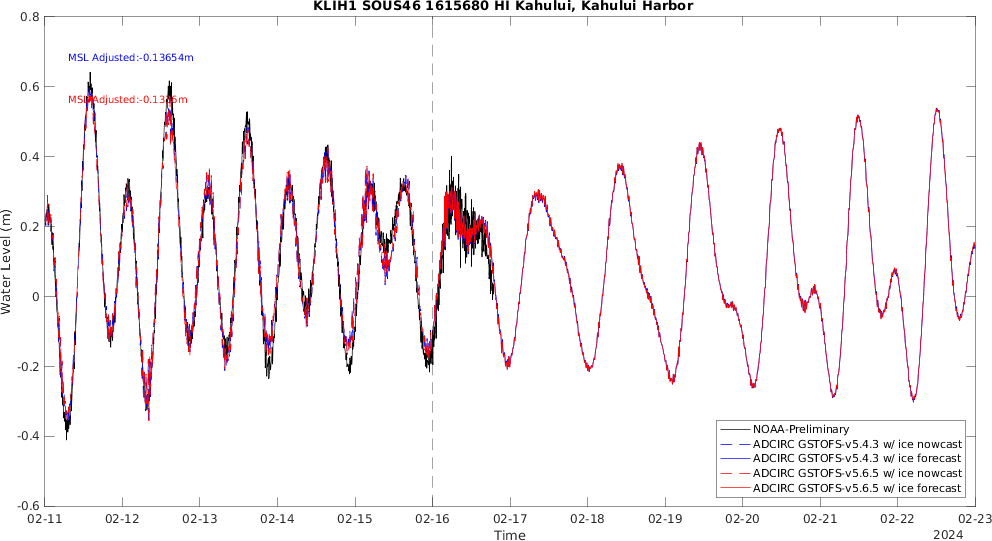 KLIH1 SOUS46 1615680 HI Kahului, Kahului Harbor
0.8
0.6
0.4
0.2
0
-0.2
-0.4
-0.6
Water Level (m)
MSL Adjusted:-0.13654m
MSL Adjusted:
NOAA-Preliminary
ADCIRC GSTOFS-v5.4.3 w/ ice nowcast
ADCIRC GSTOFS-v5.4.3 w/ ice forecast
ADCIRC GSTOFS-v5.6.5 w/ ice nowcast
ADCIRC GSTOFS-v5.6.5 w/ ice forecast
02-11 02-12 02-13 02-14 02-15 02-16 02-17 02-18 02-19 02-20 02-21 02-22 02-23
Time
2024